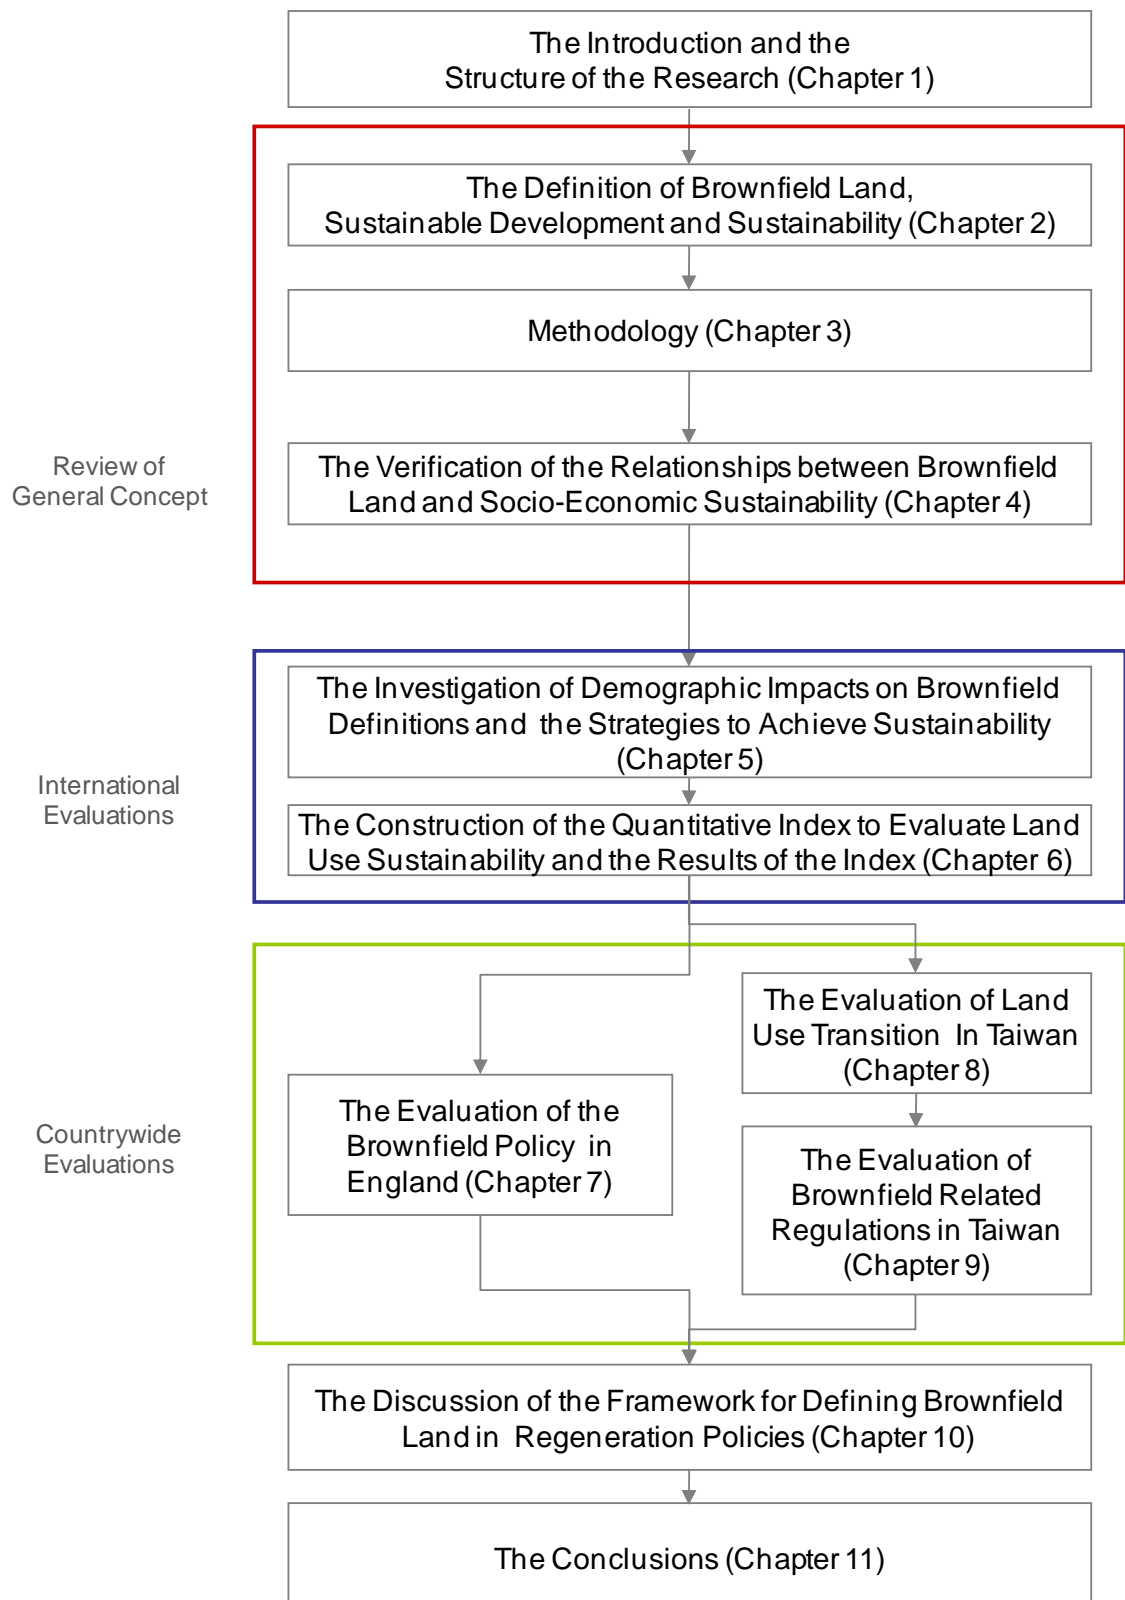 The Introduction and the
Structure of the Research (Chapter 1)
The Definition of Brownfield Land,
Sustainable Development and Sustainability (Chapter 2)
Methodology (Chapter 3)
Review of
General Concept
The Verification of the Relationships between Brownfield
Land and Socio-Economic Sustainability (Chapter 4)
The Investigation of Demographic Impacts on Brownfield
Definitions and the Strategies to Achieve Sustainability
(Chapter 5)
International
Evaluations
The Construction of the Quantitative Index to Evaluate Land
Use Sustainability and the Results of the Index (Chapter 6)
Countrywide
Evaluations
The Evaluation of the
Brownfield Policy in
England (Chapter 7)
The Evaluation of Land
Use Transition In Taiwan
(Chapter 8)
The Evaluation of
Brownfield Related
Regulations in Taiwan
(Chapter 9)
The Discussion of the Framework for Defining Brownfield
Land in Regeneration Policies (Chapter 10)
The Conclusions (Chapter 11)